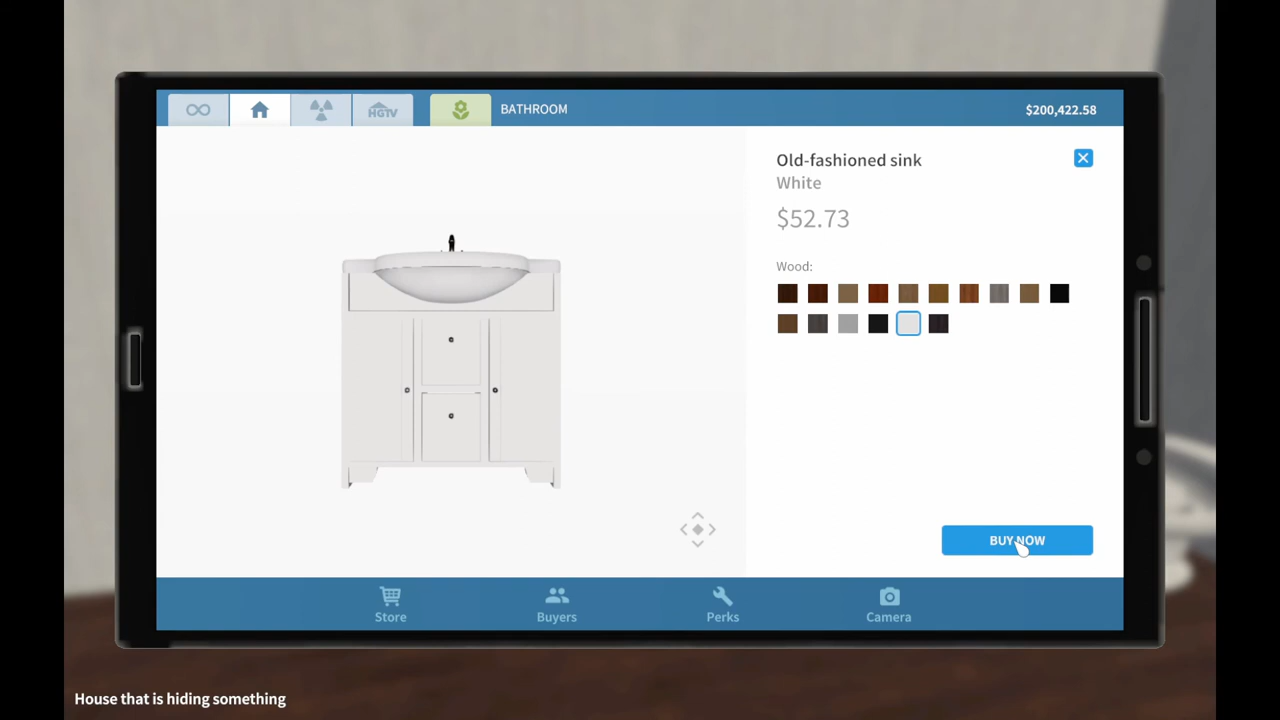 HGTV
BATHROOM
$200,422.58
Old-fashioned sink
White
$52.73
Wood:
BUY NOW
Store
Buyers
Perks
Camera
House that is hiding something